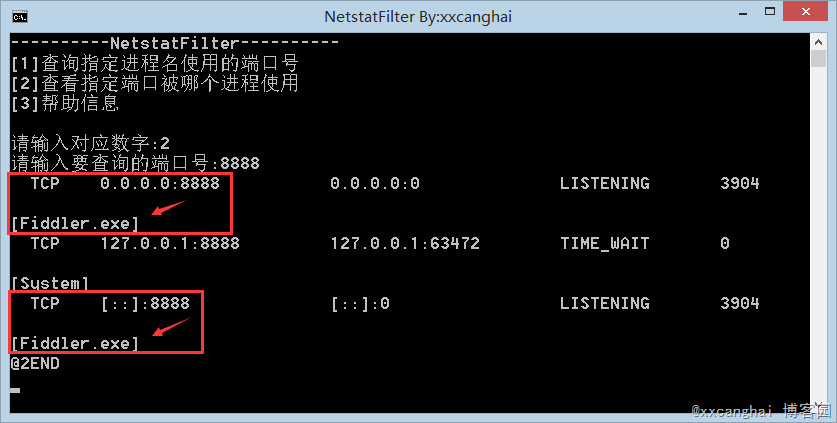 NetstatFilter By:xxcanghai
----------NetstatFilter----------
[1]查询指定进程名使用的端口号
[2]查看指定端口被哪个进程使用
[3]帮助信息
请输入对应数字:2
请输入要查询的端口号:8888
TCP 0.0.0.0:8888 0.0.0.0:0 LISTENING 3904
[Fiddler.exe]
TCP 127.0.0.1:8888 127.0.0.1:63472 TIME_WAIT 0
[System]
TCP [::]:8888 [::]:0 LISTENING 3904
[Fiddler.exe]
@2END
@xxcanghai 博客园